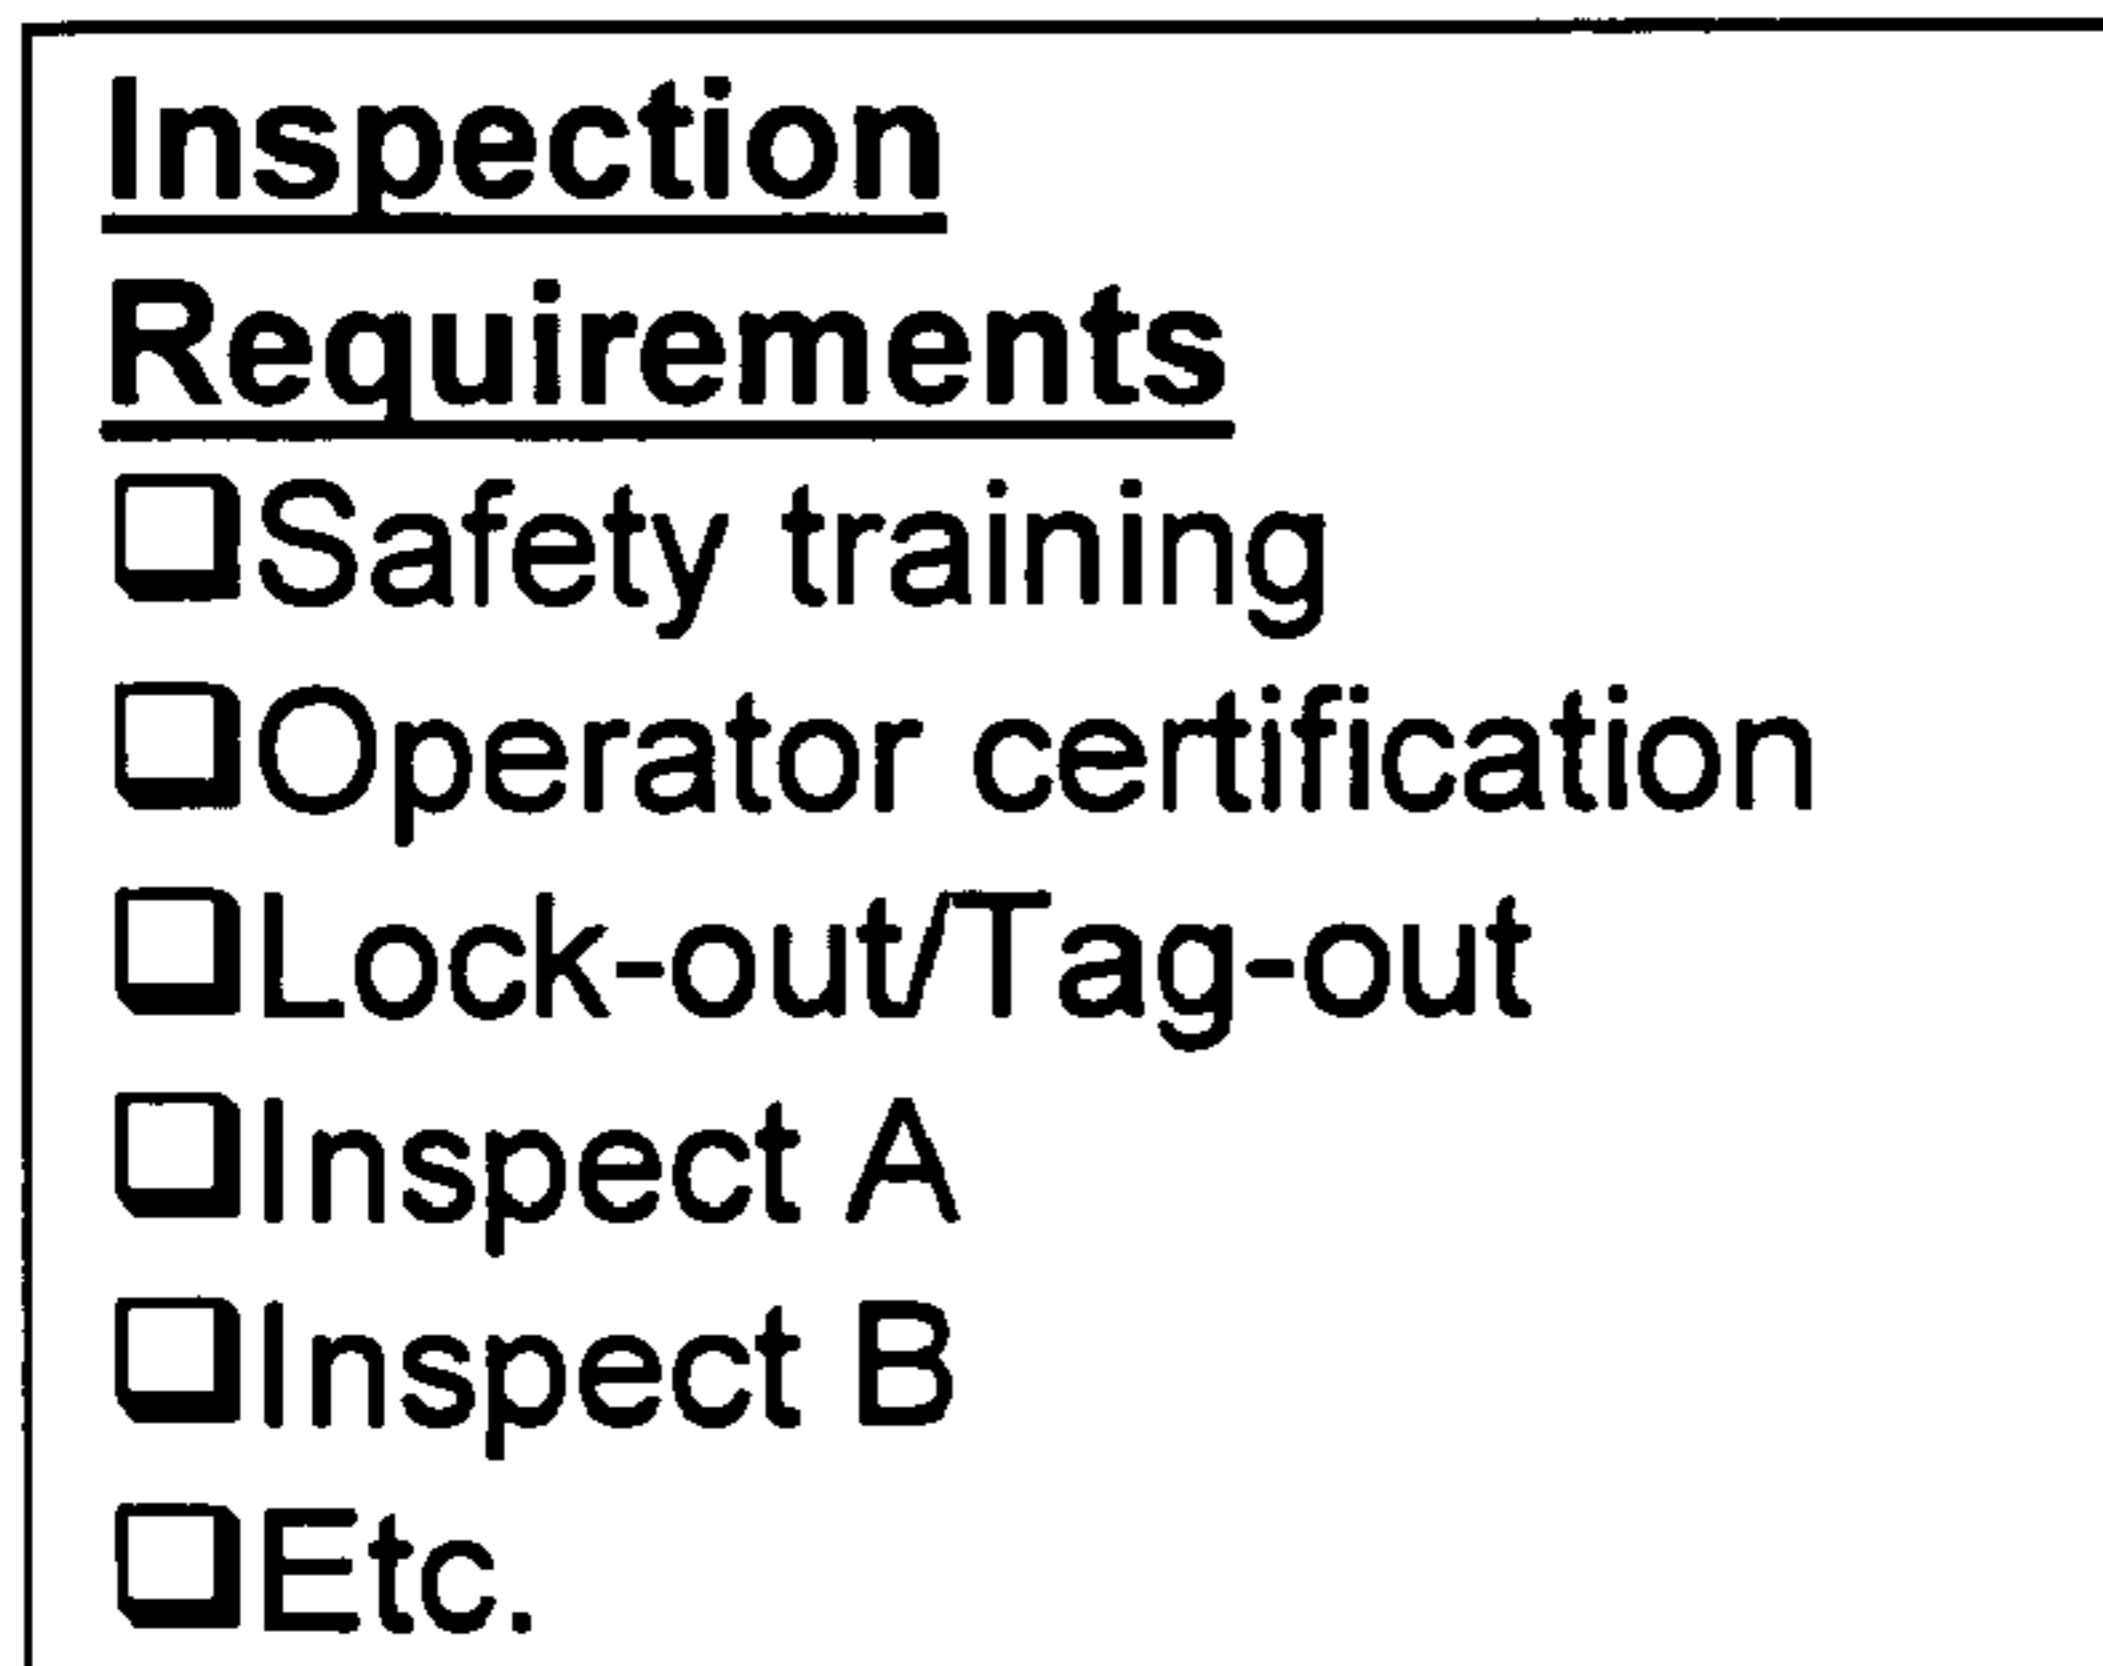 Inspection
Requirements
❑Safety training
❑Operator certification
❑Lock-out/Tag-out
❑Inspect A
❑Inspect B
❑Etc.